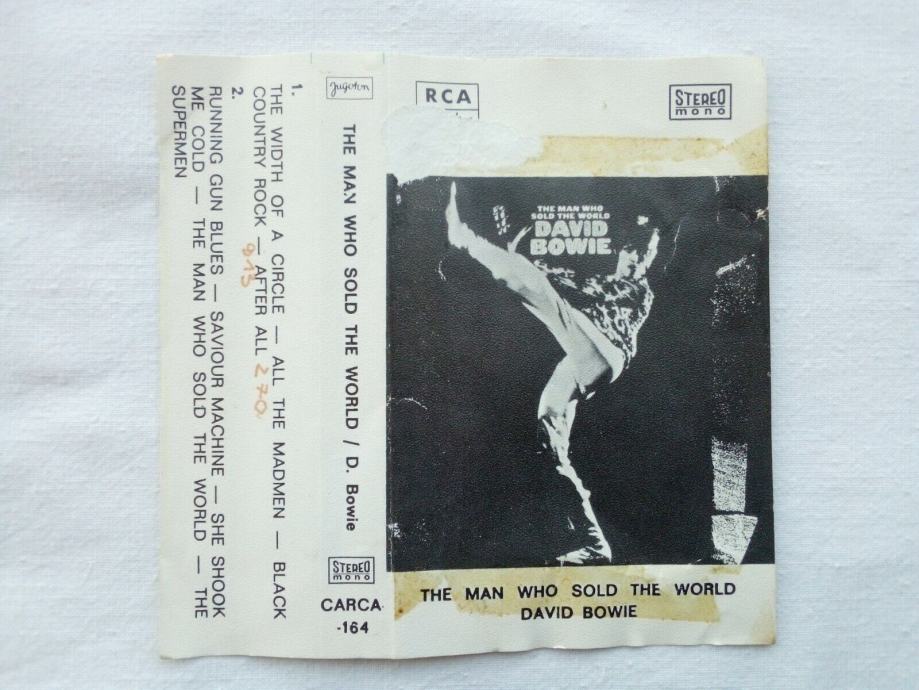 1.
THE WIDTH OF A CIRCLE — ALL THE MADMEN — BLACK
COUNTRY ROCK — AFTER ALL 270
913
2.
RUNNING GUN BLUES — SAVIOUR MACHINE — SHE SHOOK
ME COLD — THE MAN WHO SOLD THE WORLD — THE
SUPERMEN
Jugoton
THE MAN WHO SOLD THE WORLD / D. Bowie
STEREO
mono
CARCA
-164
RCA
STEREO
mono
THE MAN WHO
SOLD THE WORLD
DAVID
BOWIE
THE MAN WHO SOLD THE WORLD
DAVID BOWIE